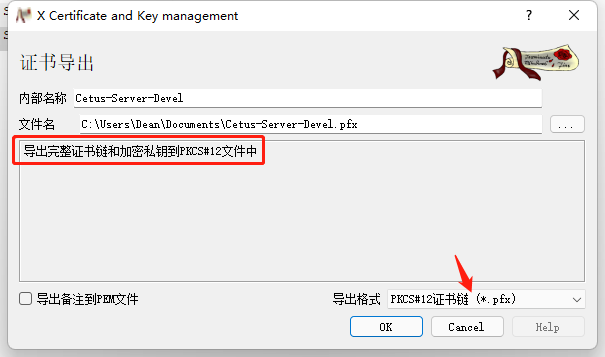 X Certificate and Key management
?
证书导出
内部名称 Cetus-Server-Devel
文件名 C:\Users\Dean\Documents\Cetus-Server-Devel.pfx ...
导出完整证书链和加密私钥到PKCS#12文件中
导出备注到PEM文件 导出格式 PKCS#12证书链 (*.pfx)
OK Cancel Help